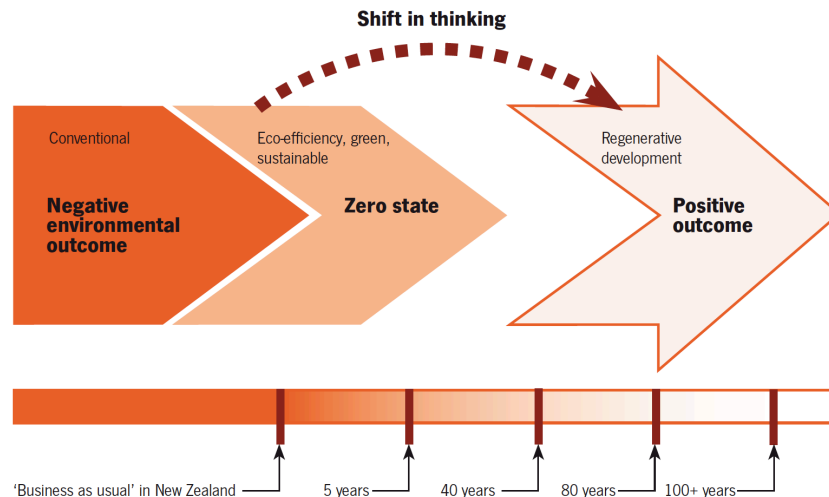 Shift in thinking
Conventional
Negative
environmental
outcome
Eco-efficiency, green,
sustainable
Zero state
Regenerative
development
Positive
outcome
‘Business as usual’ in New Zealand
5 years
40 years
80 years
100+ years